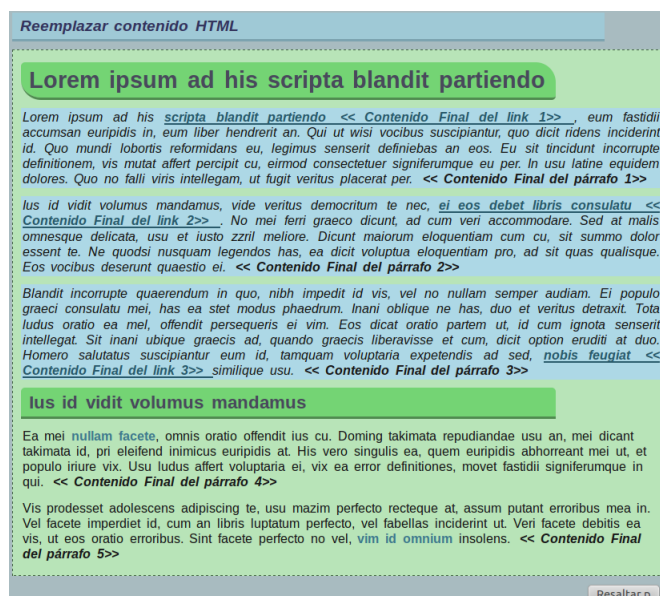 Reemplazar contenido HTML
Lorem ipsum ad his scripta blandit partiendo
Lorem ipsum ad his scripta blandit partiendo << Contenido Final del link 1>> , eum fastidii
accumsan euripidis in, eum liber hendrerit an. Qui ut wisi vocibus suscipiantur, quo dicit ridens inciderint
id. Quo mundi lobortis reformidans eu, legimus senserit definiebas an eos. Eu sit tincidunt incorrupte
definitionem, vis mutat affert percipit cu, eirmod consectetuer signiferumque eu per. In usu latine equidem
dolores. Quo no falli viris intellegam, ut fugit veritus placerat per. << Contenido Final del párrafo 1>>
Ius id vidit volumus mandamus, vide veritus democritum te nec, ei eos debet libris consulatu <<
Contenido Final del link 2>> . No mei ferri graeco dicunt, ad cum veri accommodare. Sed at malis
omnesque delicata, usu et iusto zzril meliore. Dicunt maiorum eloquentiam cum cu, sit summo dolor
essent te. Ne quodsi nusquam legendos has, ea dicit voluptua eloquentiam pro, ad sit quas qualisque.
Eos vocibus deserunt quaestio ei. << Contenido Final del párrafo 2>>
Blandit incorrupte quaerendum in quo, nibh impedit id vis, vel no nullam semper audiam. Ei populo
graeci consulatu mei, has ea stet modus phaedrum. Inani oblique ne has, duo et veritus detraxit. Tota
ludus oratio ea mel, offendit persequeris ei vim. Eos dicat oratio partem ut, id cum ignota senserit
intellegat. Sit inani ubique graecis ad, quando graecis liberavisse et cum, dicit option eruditi at duo.
Homero salutatus suscipiantur eum id, tamquam voluptaria expetendis ad sed, nobis feugiat <<
Contenido Final del link 3>> similique usu. << Contenido Final del párrafo 3>>
Ius id vidit volumus mandamus
Ea mei nullam facete, omnis oratio offendit ius cu. Doming takimata repudiandae usu an, mei dicant
takimata id, pri eleifend inimicus euripidis at. His vero singulis ea, quem euripidis abhorreant mei ut, et
populo iriure vix. Usu ludus affert voluptaria ei, vix ea error definitiones, movet fastidii signiferumque in
qui. << Contenido Final del párrafo 4>>
Vis prodesset adolescens adipiscing te, usu mazim perfecto recteque at, assum putant erroribus mea in.
Vel facete imperdiet id, cum an libris luptatum perfecto, vel fabellas inciderint ut. Veri facete debitis ea
vis, ut eos oratio erroribus. Sint facete perfecto no vel, vim id omnium insolens. << Contenido Final
del párrafo 5>>
Resaltar p